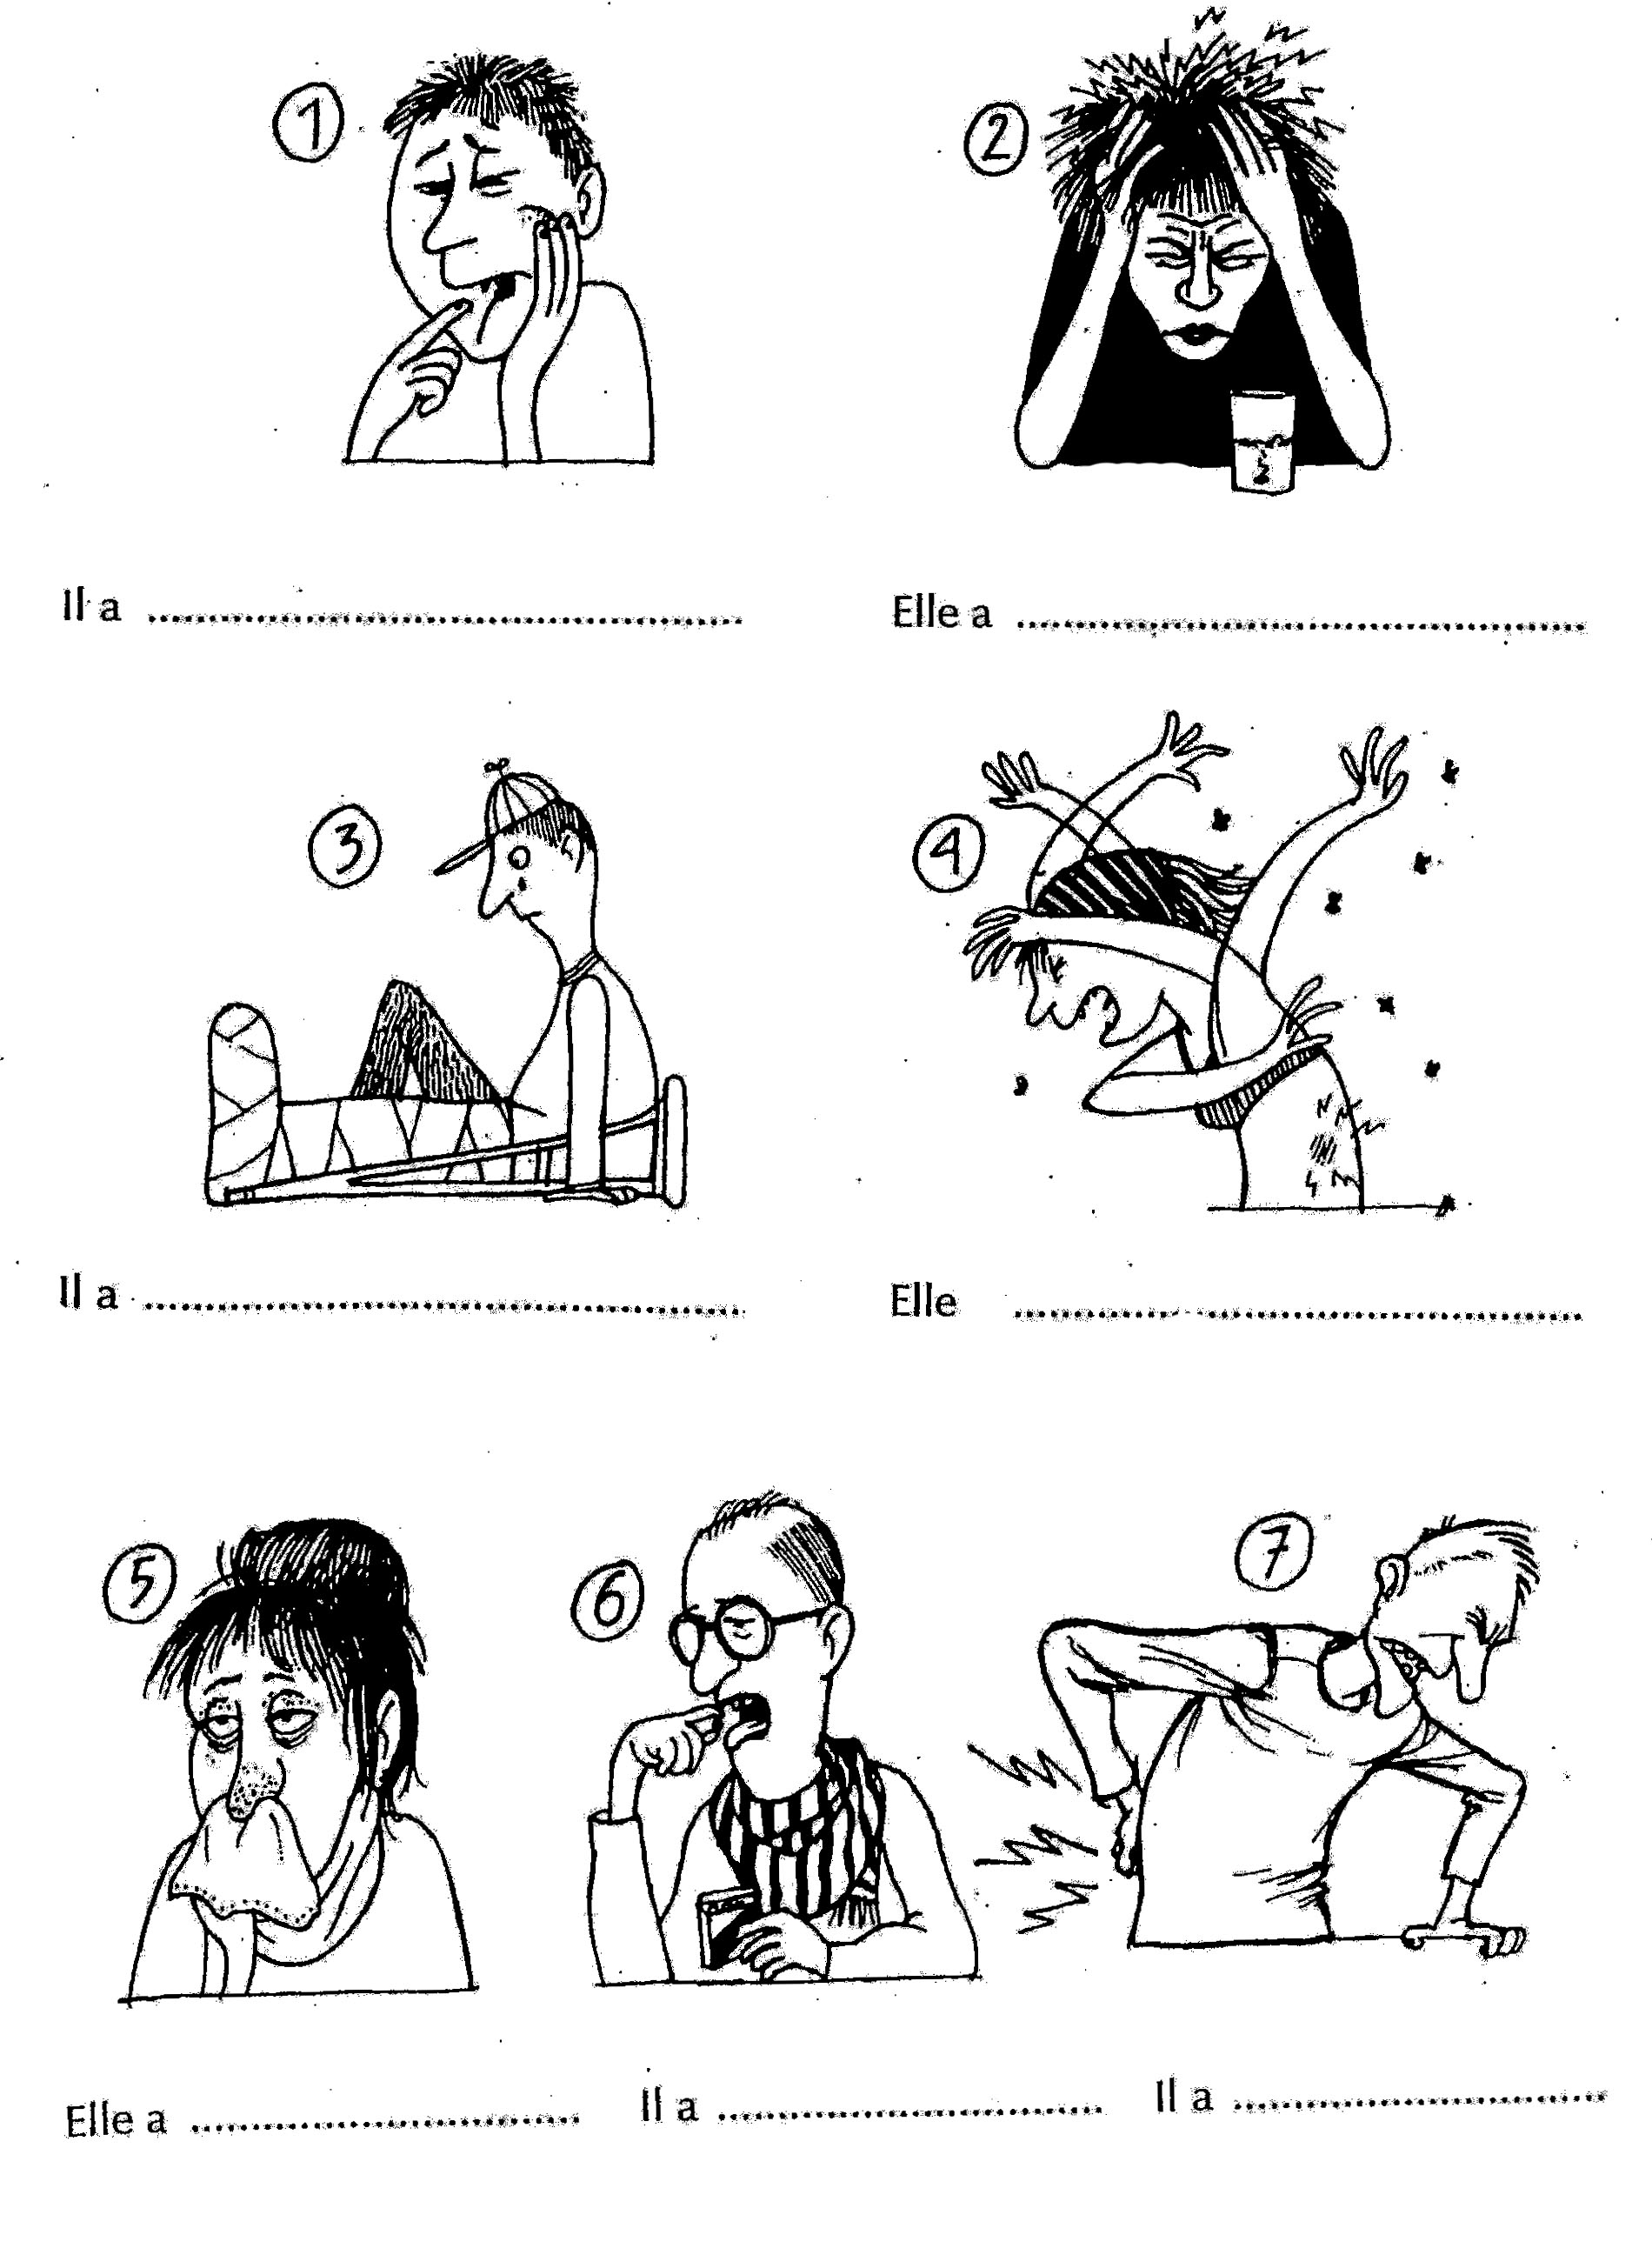 1
2
Il a ........................................
Elle a ........................................
3
4
Il a ........................................
Elle ........................................
5
6
7
Elle a ..............................
Il a ..............................
Il a ..............................